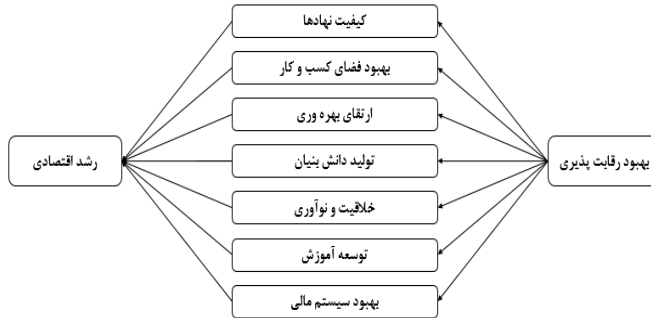 کیفیت نهادها
بهبود فضای کسب و کار
ارتقای بهره وری
بهبود رقابت پذیری
تولید دانش بنیان
رشد اقتصادی
خلاقیت و نوآوری
توسعه آموزش
بهبود سیستم مالی